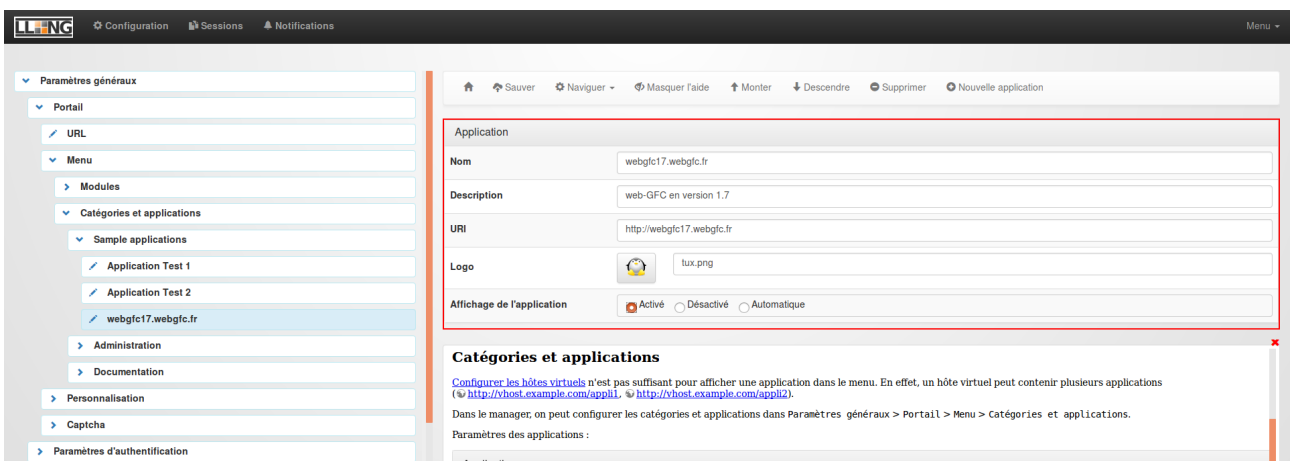 LL::NG Configuration Sessions Notifications Menu
Paramètres généraux
Portail
URL
Menu
Modules
Catégories et applications
Sample applications
Application Test 1
Application Test 2
webgfc17.webgfc.fr
Administration
Documentation
Personnalisation
Captcha
Paramètres d'authentification
Sauver Naviguer Masquer l'aide Monter Descendre Supprimer Nouvelle application
Application
Nom webgfc17.webgfc.fr
Description web-GFC en version 1.7
URI http://webgfc17.webgfc.fr
Logo tux.png
Affichage de l'application Activé Désactivé Automatique
Catégories et applications
Configurer les hôtes virtuels n'est pas suffisant pour afficher une application dans le menu. En effet, un hôte virtuel peut contenir plusieurs applications
(http://vhost.example.com/appli1, http://vhost.example.com/appli2).
Dans le manager, on peut configurer les catégories et applications dans Paramètres généraux > Portail > Menu > Catégories et applications.
Paramètres des applications :